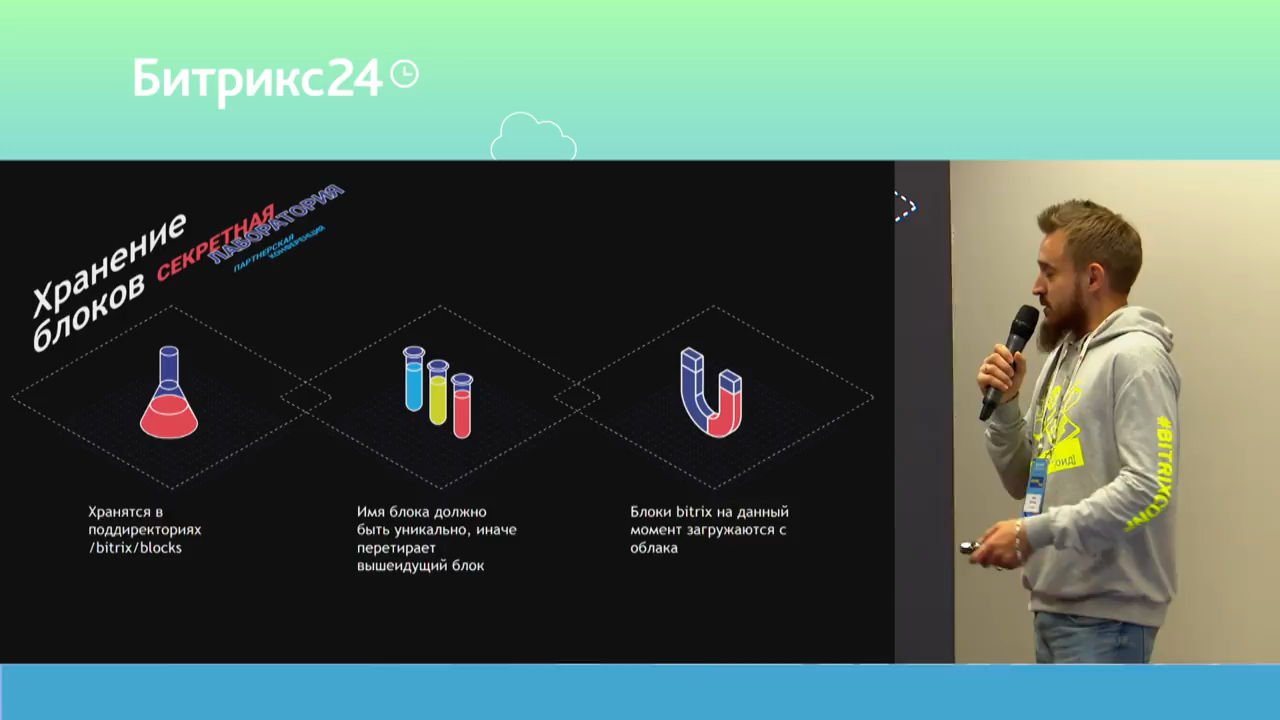 Битрикс24
Хранение
блоков
СЕКРЕТНАЯ
ЛАБОРАТОРИЯ
ПАРТНЕРСКАЯ
КОНФЕРЕНЦИЯ
Хранятся в
поддиректориях
/bitrix/blocks
Имя блока должно
быть уникально, иначе
перетирает
вышеидущий блок
Блоки bitrix на данный
момент загружаются с
облака
#BITRIXCONF